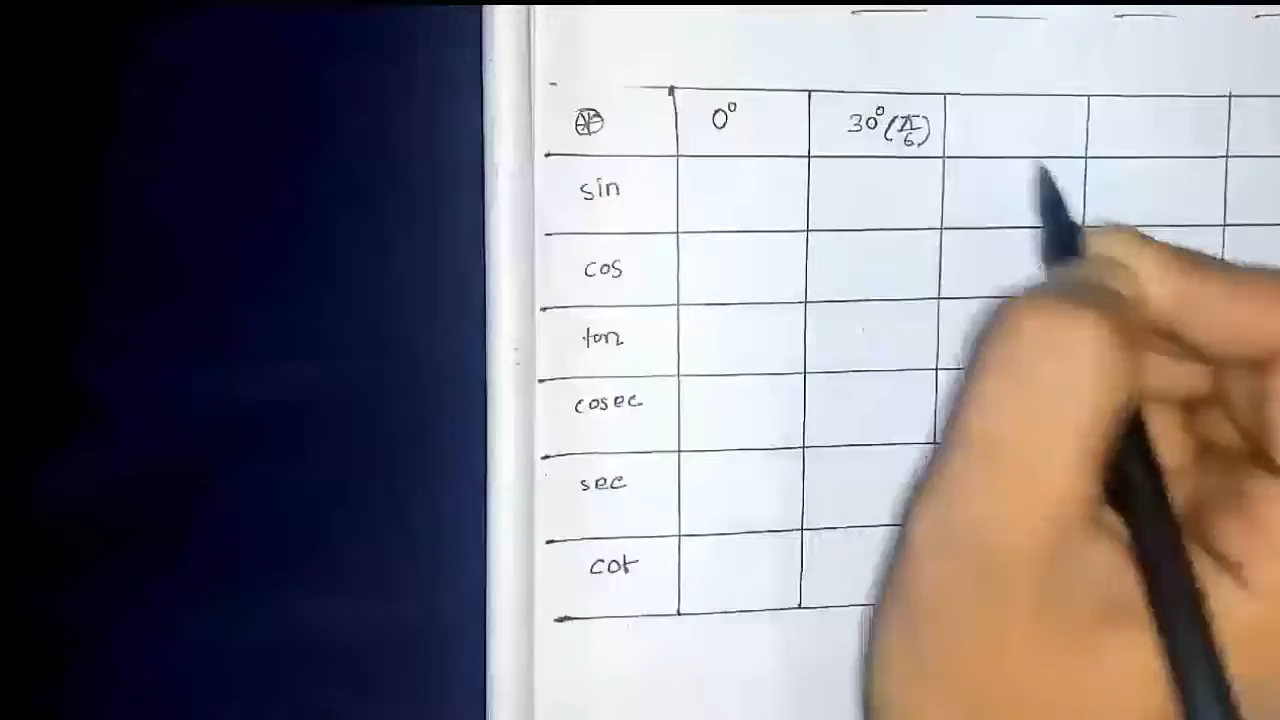 0° 30° (π/6)
sin
cos
tan
cosec
sec
cot